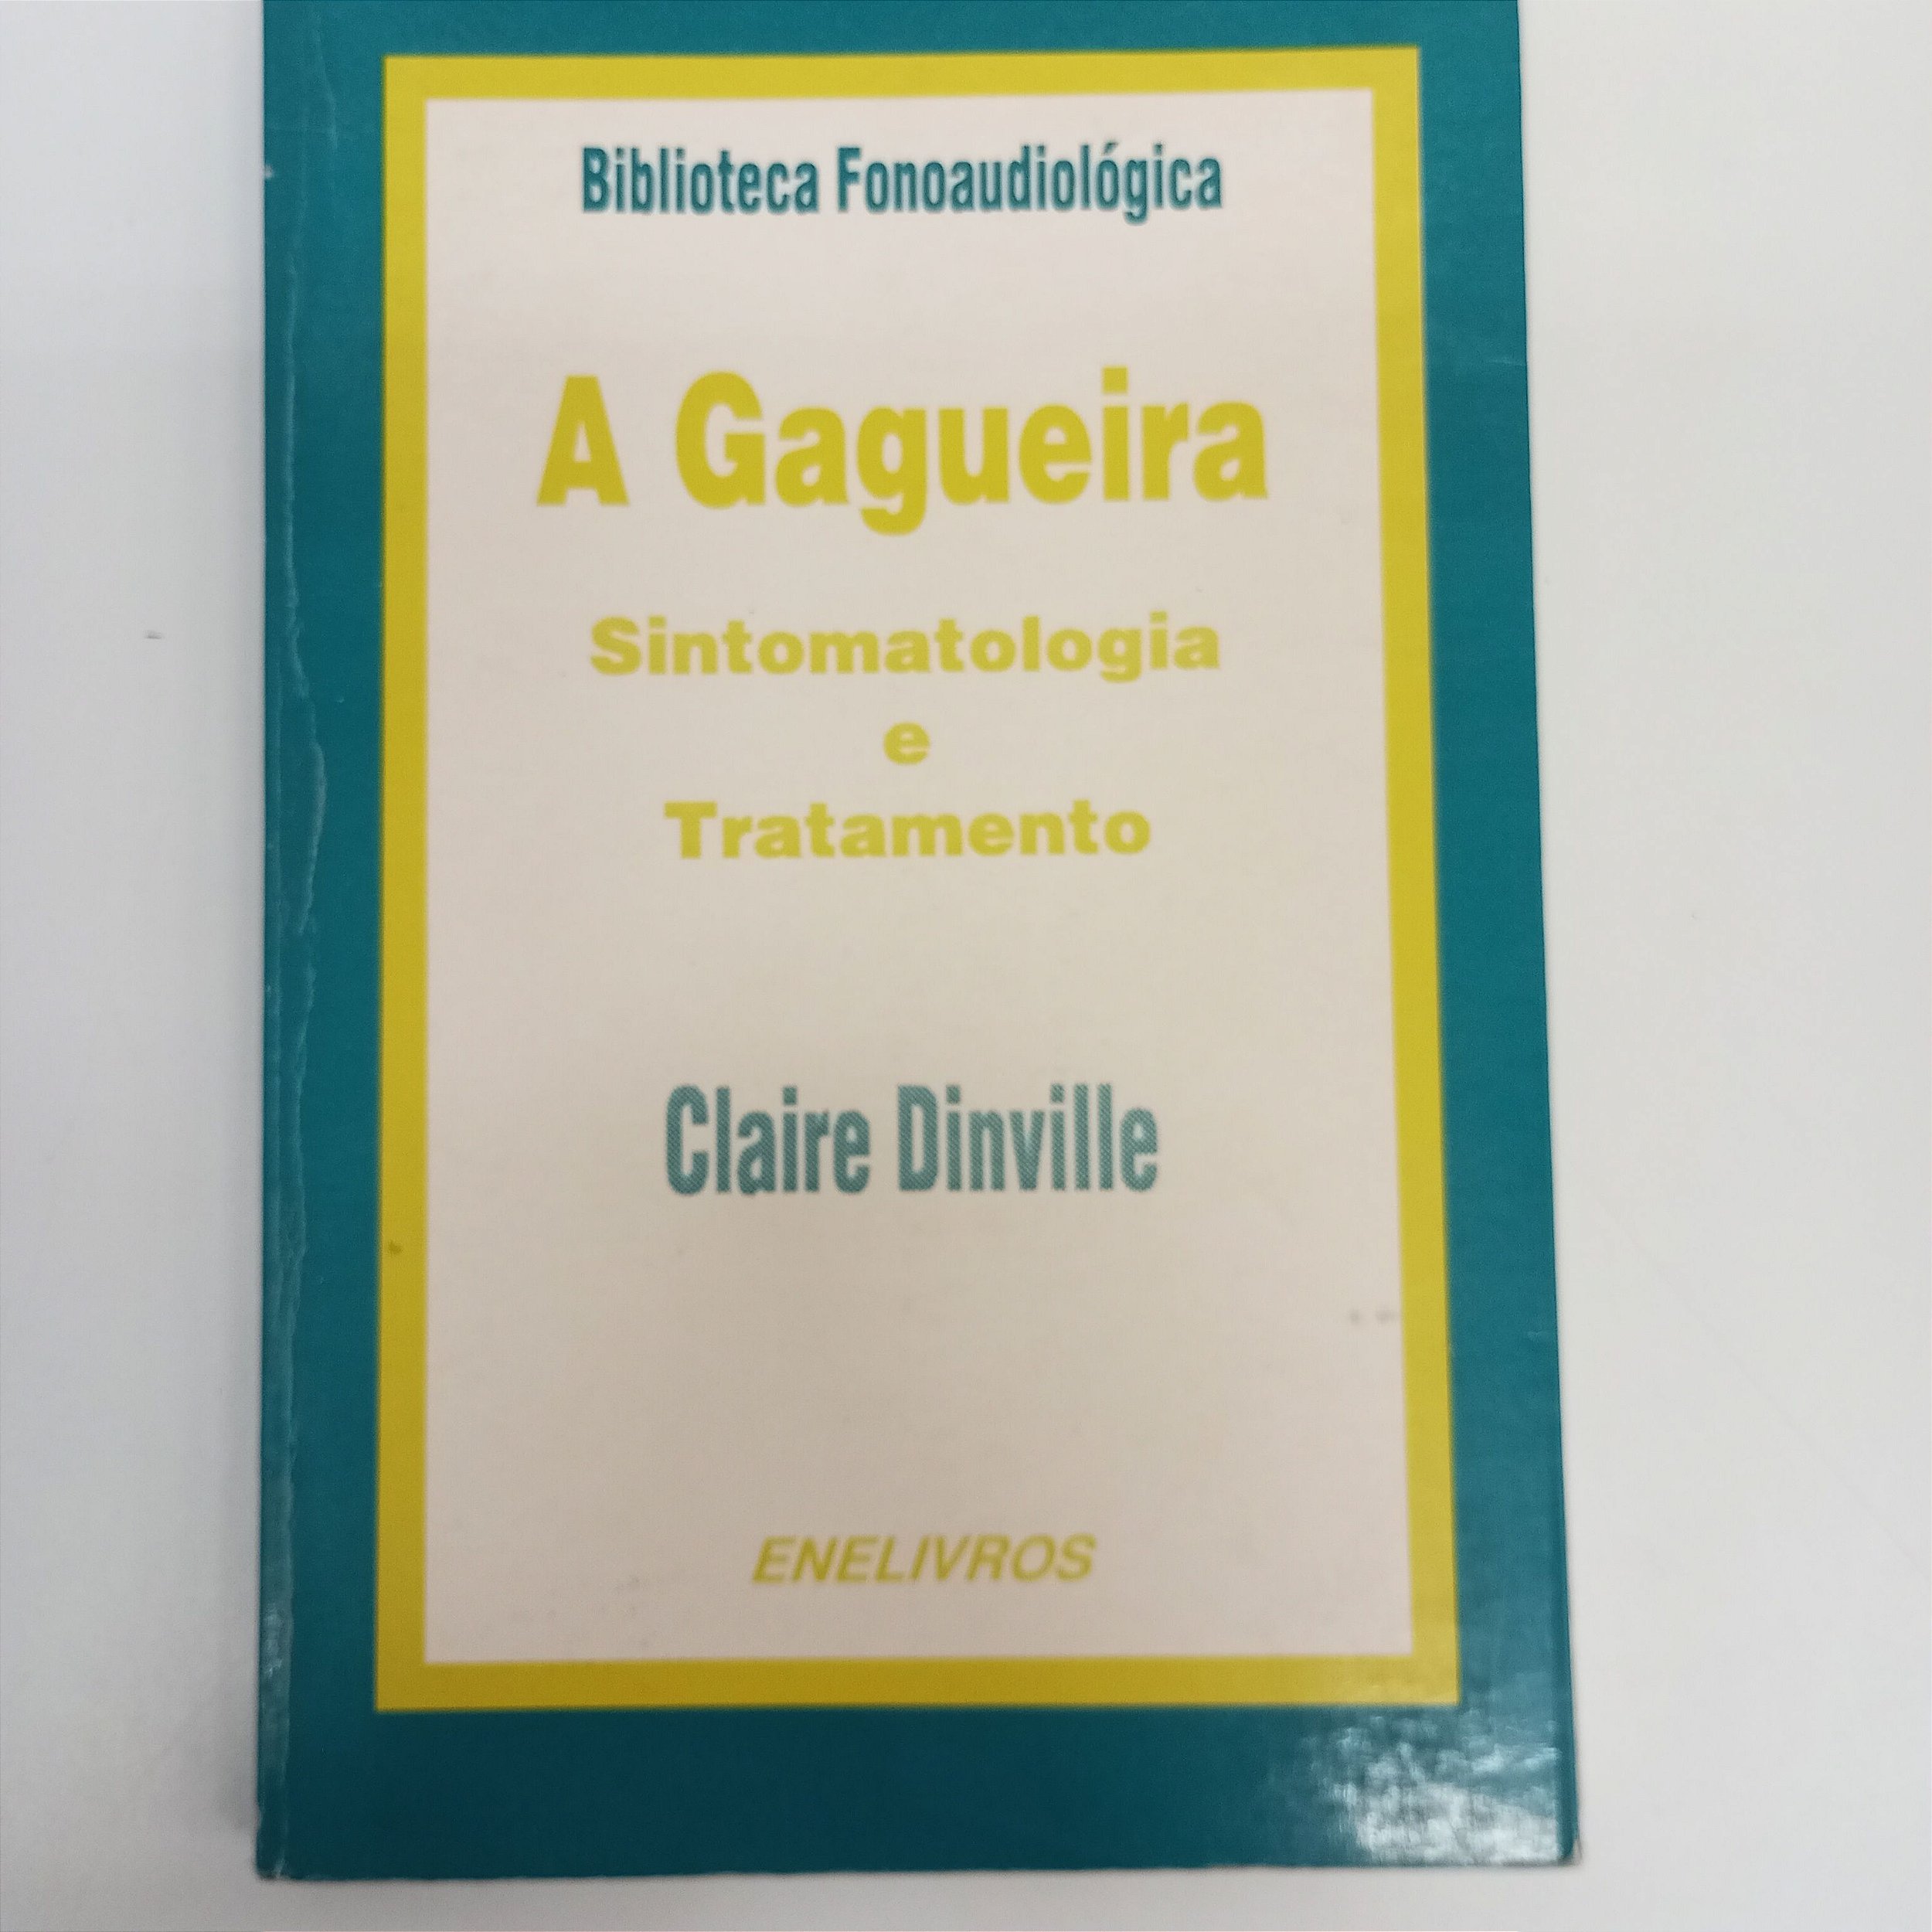 Biblioteca Fonoaudiológica
A Gagueira
Sintomatologia
e
Tratamento
Claire Dinville
ENELIVROS